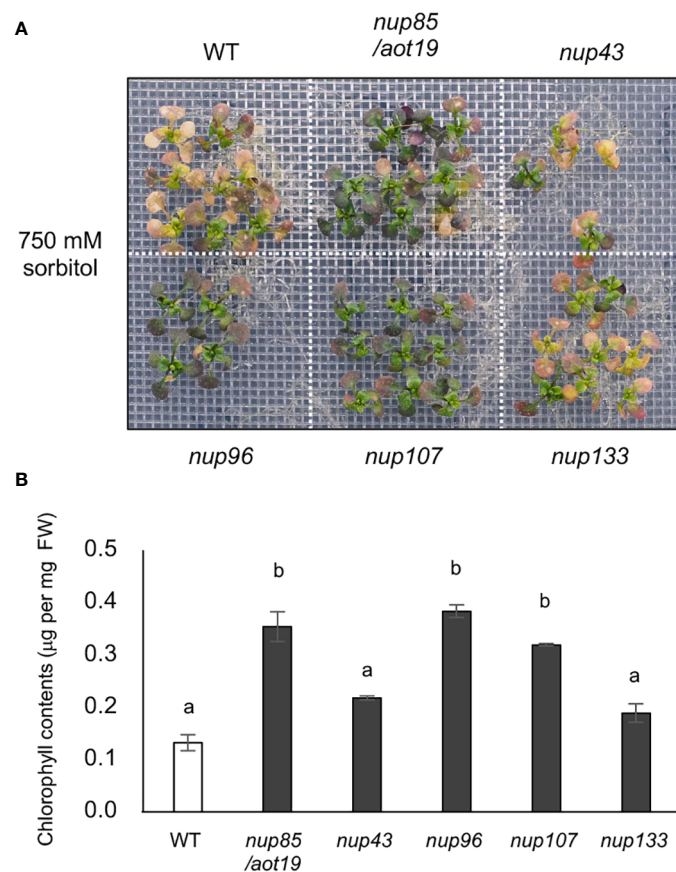 A
WT
nup85
/aot19
nup43
750 mM
sorbitol
nup96
nup107
nup133
B
Chlorophyll contents (μg per mg FW)
0.5
0.4
0.3
0.2
0.1
0.0
a
b
a
b
b
a
WT
nup85
/aot19
nup43
nup96
nup107
nup133